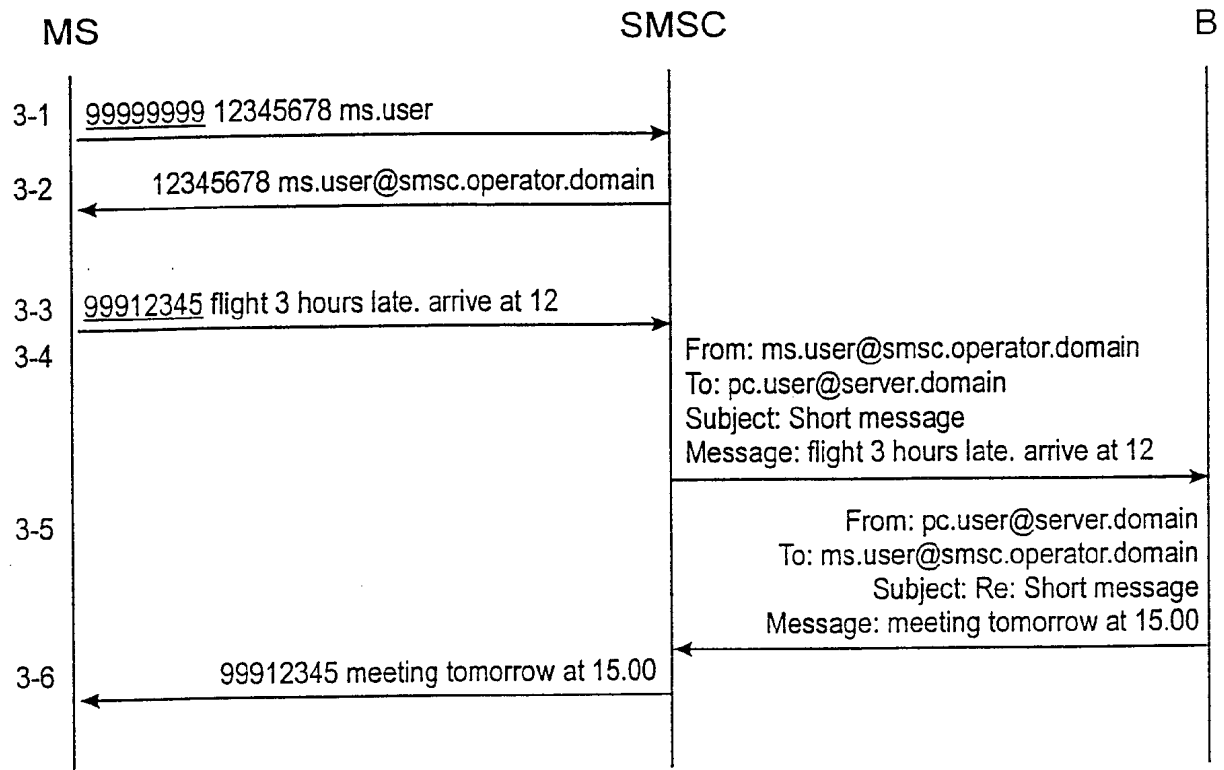 MS SMSC B
3-1 99999999 12345678 ms.user
3-2 12345678 ms.user@smsc.operator.domain
3-3 99912345 flight 3 hours late. arrive at 12
3-4 From: ms.user@smsc.operator.domain
To: pc.user@server.domain
Subject: Short message
Message: flight 3 hours late. arrive at 12
3-5 From: pc.user@server.domain
To: ms.user@smsc.operator.domain
Subject: Re: Short message
Message: meeting tomorrow at 15.00
3-6 99912345 meeting tomorrow at 15.00